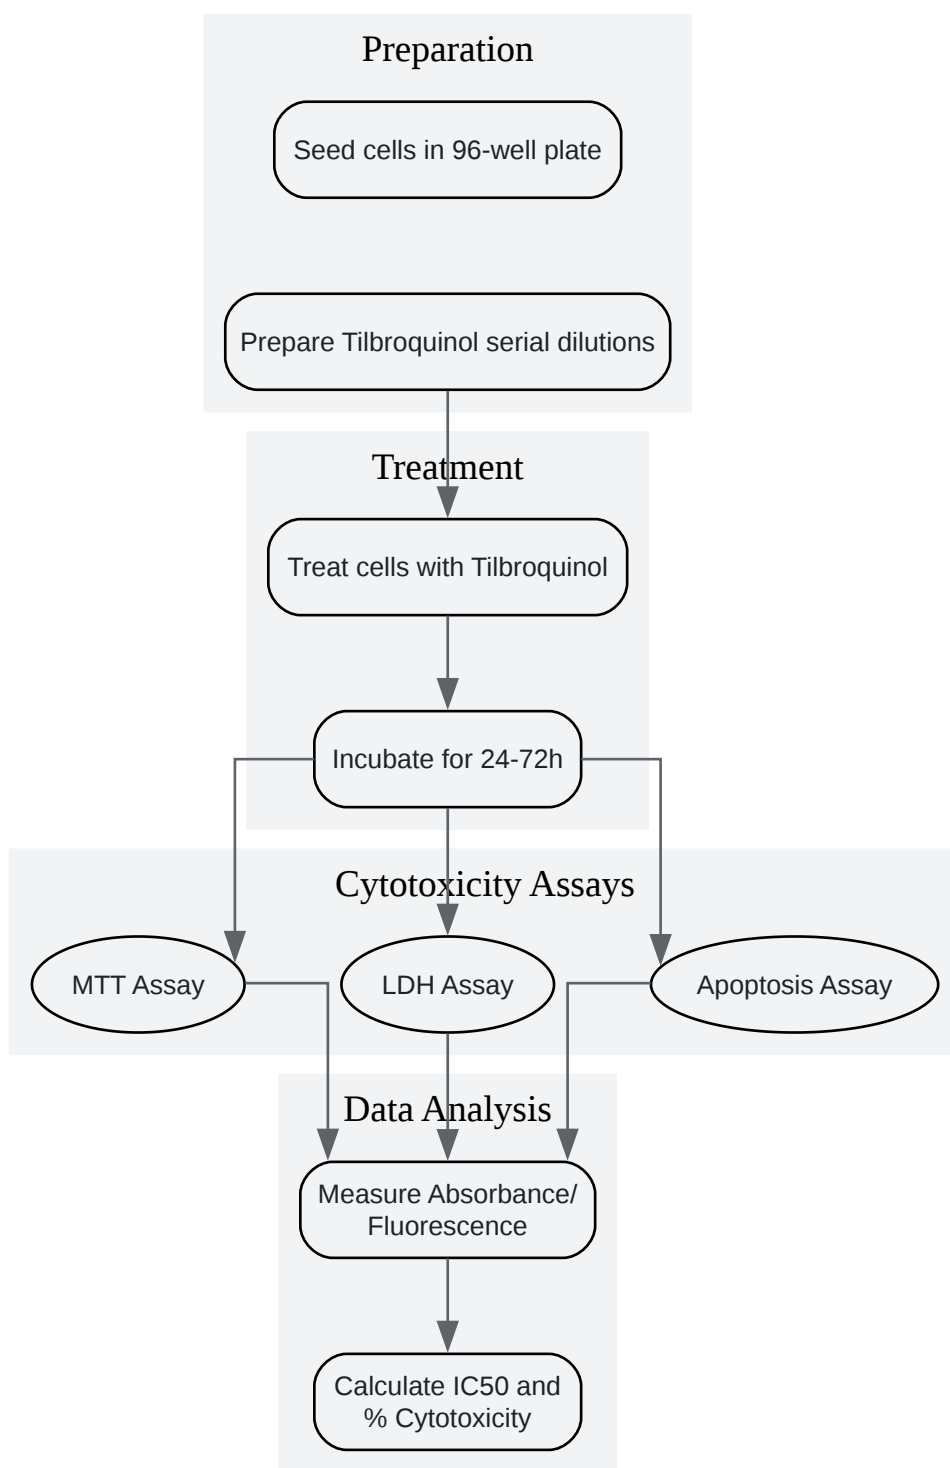 Preparation
Seed cells in 96-well plate
Prepare Tilbroquinol serial dilutions
Treatment
Treat cells with Tilbroquinol
Incubate for 24-72h
Cytotoxicity Assays
MTT Assay
LDH Assay
Apoptosis Assay
Data Analysis
Measure Absorbance/
Fluorescence
Calculate IC50 and
% Cytotoxicity